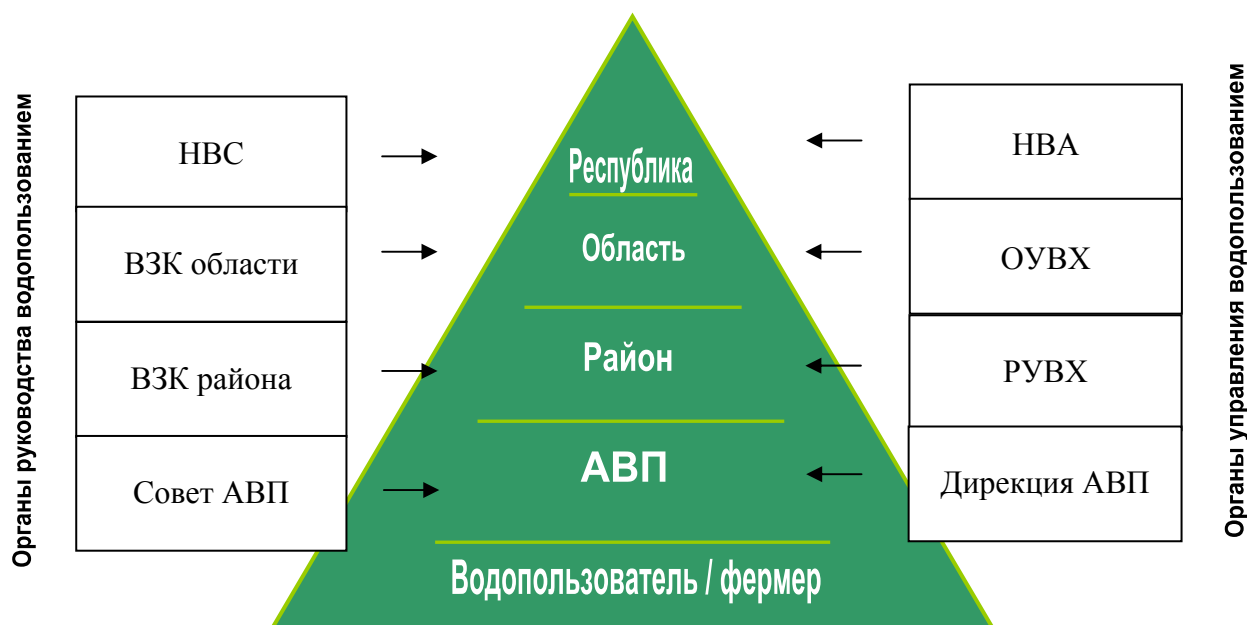 Органы руководства водопользованием
НВС
ВЗК области
ВЗК района
Совет АВП
Республика
Область
Район
АВП
Водопользователь / фермер
НВА
ОУВХ
РУВХ
Дирекция АВП
Органы управления водопользованием